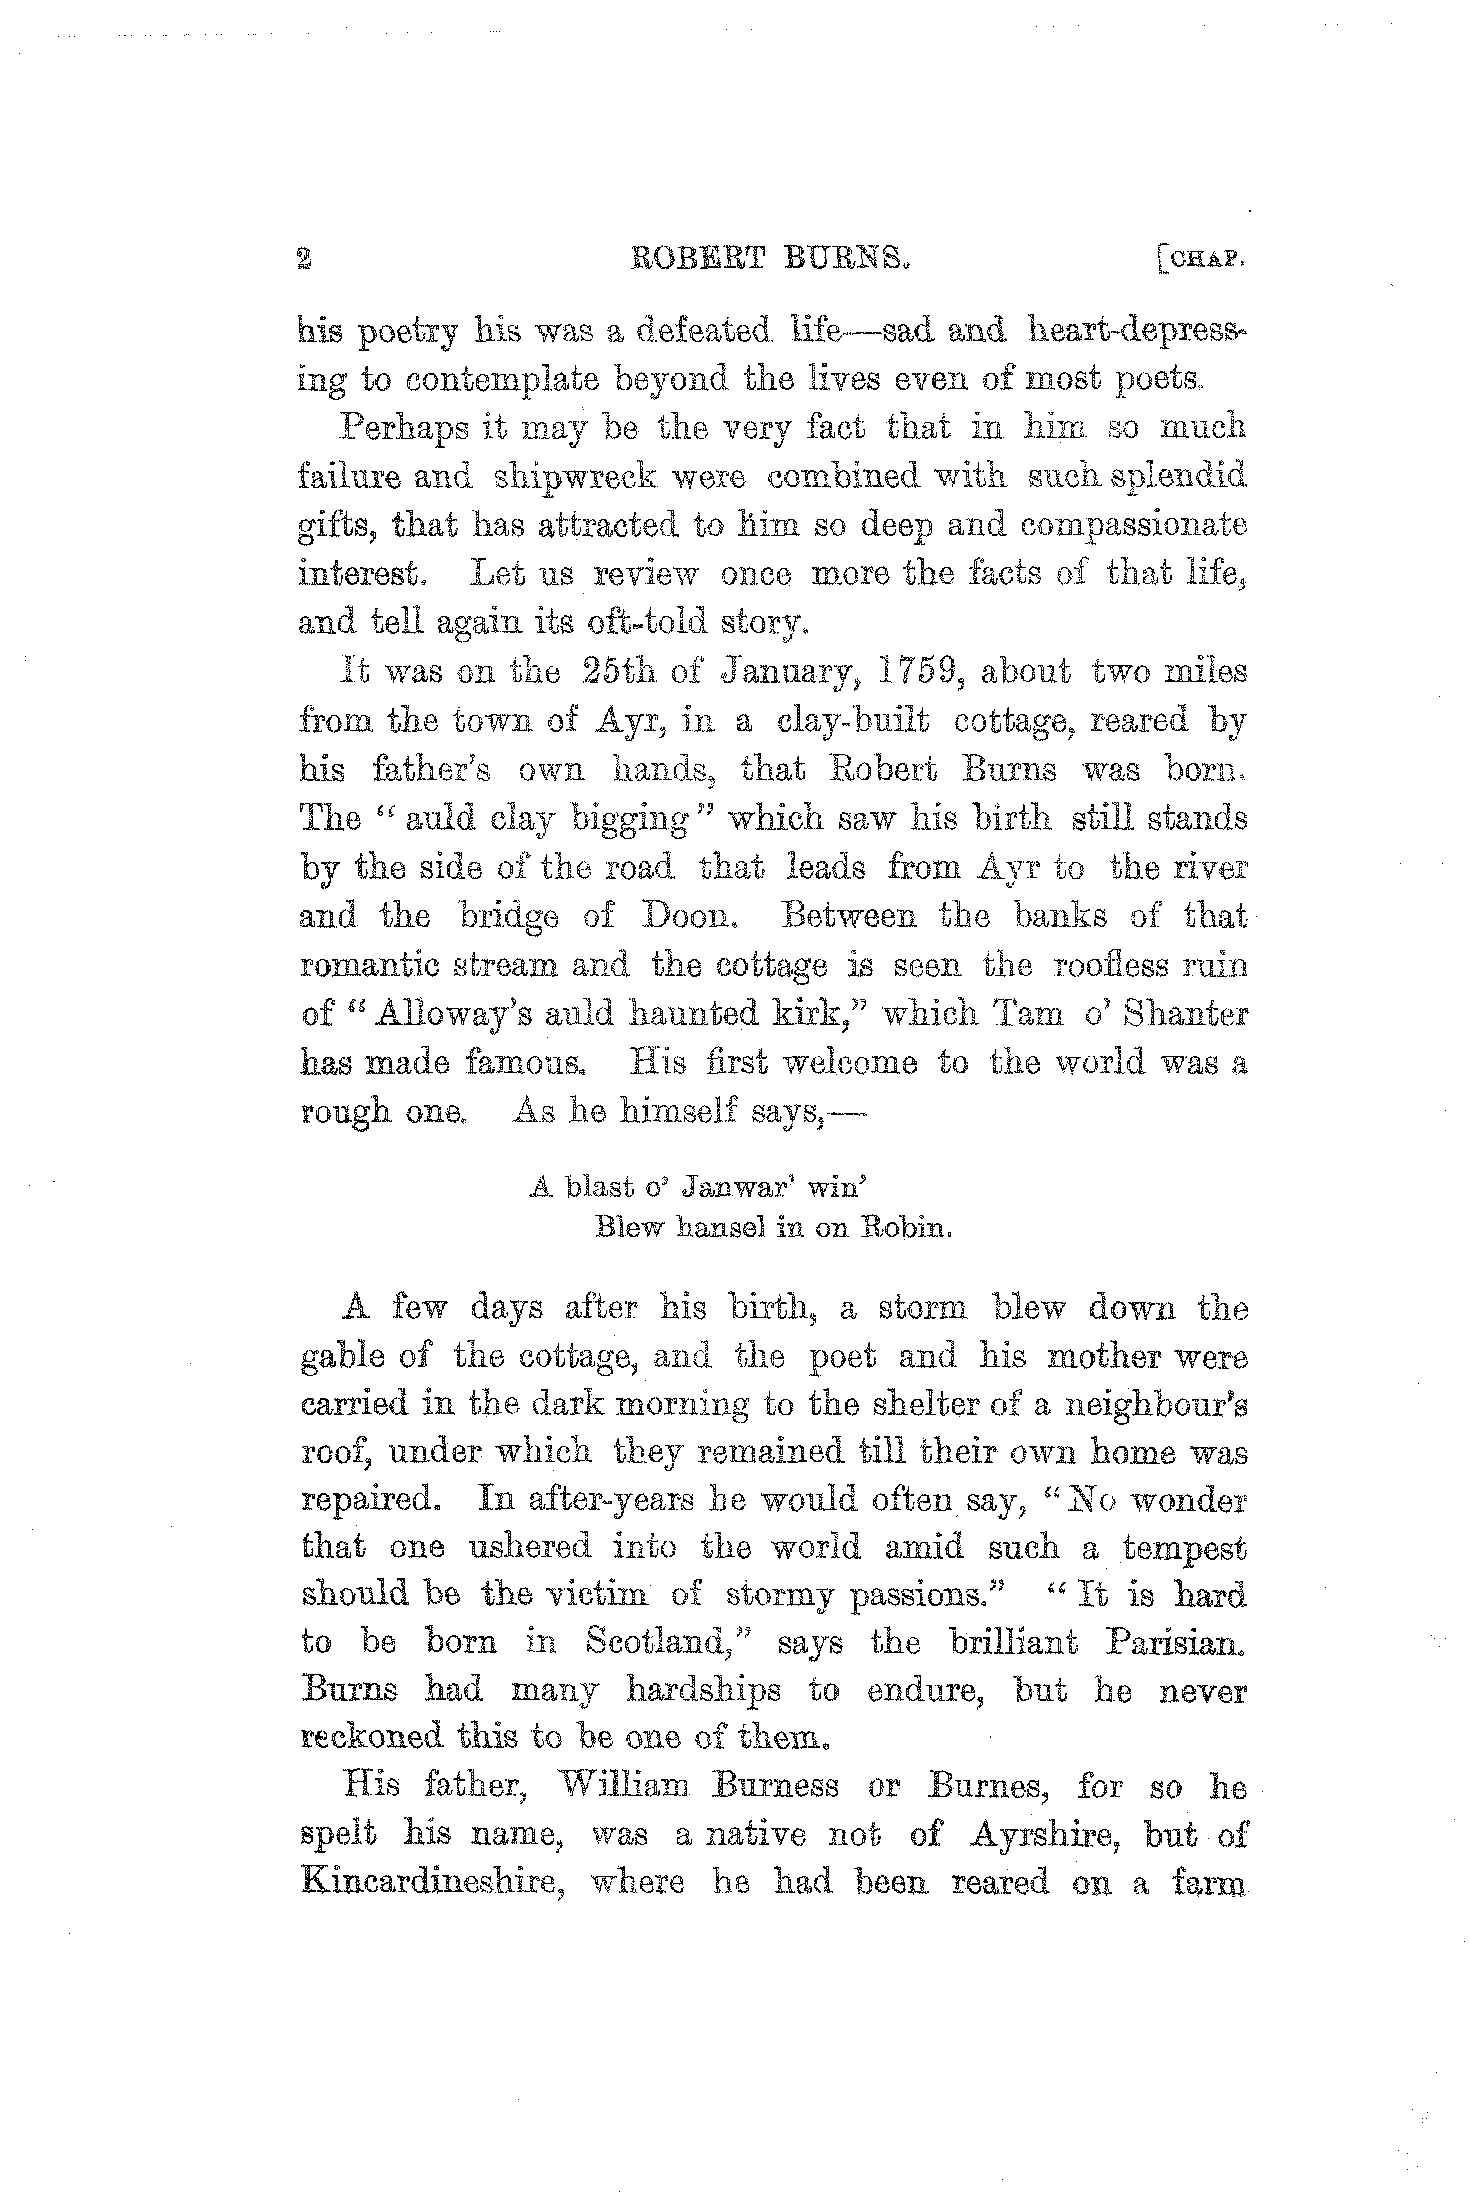 2 ROBERT BURNS. [CHAP.
his poetry his was a defeated life—sad and heart-depress-
ing to contemplate beyond the lives even of most poets.
Perhaps it may be the very fact that in him so much
failure and shipwreck were combined with such splendid
gifts, that has attracted to him so deep and compassionate
interest. Let us review once more the facts of that life,
and tell again its oft-told story.
It was on the 25th of January, 1759, about two miles
from the town of Ayr, in a clay-built cottage, reared by
his father's own hands, that Robert Burns was born.
The "auld clay bigging" which saw his birth still stands
by the side of the road that leads from Ayr to the river
and the bridge of Doon. Between the banks of that
romantic stream and the cottage is seen the roofless ruin
of "Alloway's auld haunted kirk," which Tam o' Shanter
has made famous. His first welcome to the world was a
rough one. As he himself says,—
A blast o' Janwar' win'
Blew hansel in on Robin.
A few days after his birth, a storm blew down the
gable of the cottage, and the poet and his mother were
carried in the dark morning to the shelter of a neighbour's
roof, under which they remained till their own home was
repaired. In after-years he would often say, "No wonder
that one ushered into the world amid such a tempest
should be the victim of stormy passions." "It is hard
to be born in Scotland," says the brilliant Parisian.
Burns had many hardships to endure, but he never
reckoned this to be one of them.
His father, William Burness or Burnes, for so he
spelt his name, was a native not of Ayrshire, but of
Kincardineshire, where he had been reared on a farm